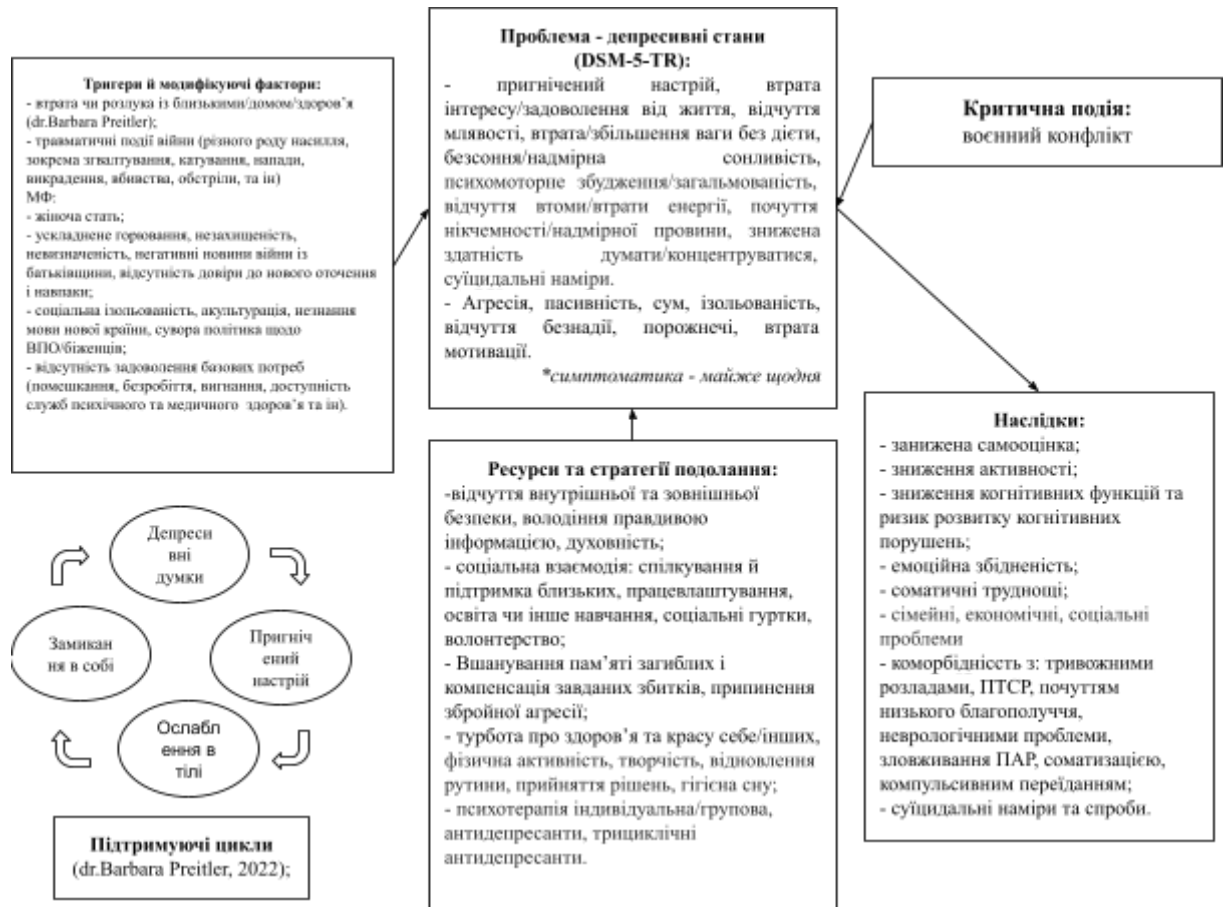 Тригери й модифікуючі фактори:
- втрата чи розлука із близькими/домом/здоров’я
(dr.Barbara Preitler);
- травматичні події війни (різного роду насилля,
зокрема згвалтування, катування, напади,
викрадення, вбивства, обстріли, та ін)
МФ:
- жіноча стать;
- ускладнене горювання, незахищеність,
невизначеність, негативні новини війни із
батьківщини, відсутність довіри до нового оточення
і навпаки;
- соціальна ізольованість, акультурація, незнання
мови нової країни, сувора політика щодо
ВПО/біженців;
- відсутність задоволення базових потреб
(помешкання, безробіття, вигнання, доступність
служб психічного та медичного здоров’я та ін).
Проблема - депресивні стани
(DSM-5-TR):
- пригнічений настрій, втрата
інтересу/задоволення від життя, відчуття
млявості, втрата/збільшення ваги без дієти,
безсоння/надмірна сонливість,
психомоторне збудження/загальмованість,
відчуття втоми/втрати енергії, почуття
нікчемності/надмірної провини, знижена
здатність думати/концентруватися,
суїцидальні наміри.
- Агресія, пасивність, сум, ізольованість,
відчуття безнадії, порожнечі, втрата
мотивації.
*симптоматика - майже щодня
Критична подія:
воєнний конфлікт
Ресурси та стратегії подолання:
-відчуття внутрішньої та зовнішньої
безпеки, володіння правдивою
інформацією, духовність;
- соціальна взаємодія: спілкування й
підтримка близьких, працевлаштування,
освіта чи інше навчання, соціальні гуртки,
волонтерство;
- Вшанування пам’яті загиблих і
компенсація завданих збитків, припинення
збройної агресії;
- турбота про здоров’я та красу себе/інших,
фізична активність, творчість, відновлення
рутини, прийняття рішень, гігієна сну;
- психотерапія індивідуальна/групова,
антидепресанти, трициклічні
антидепресанти.
Наслідки:
- занижена самооцінка;
- зниження активності;
- зниження когнітивних функцій та
ризик розвитку когнітивних
порушень;
- емоційна збідненість;
- соматичні труднощі;
- сімейні, економічні, соціальні
проблеми
- коморбідніссть з: тривожними
розладами, ПТСР, почуттям
низького благополуччя,
неврологічними проблеми,
зловживання ПАР, соматизацією,
компульсивним переїданням;
- суїцидальні наміри та спроби.
Депреси
вні
думки
Пригніч
ений
настрій
Ослабл
ення в
тілі
Замикан
ня в собі
Підтримуючі цикли
(dr.Barbara Preitler, 2022);